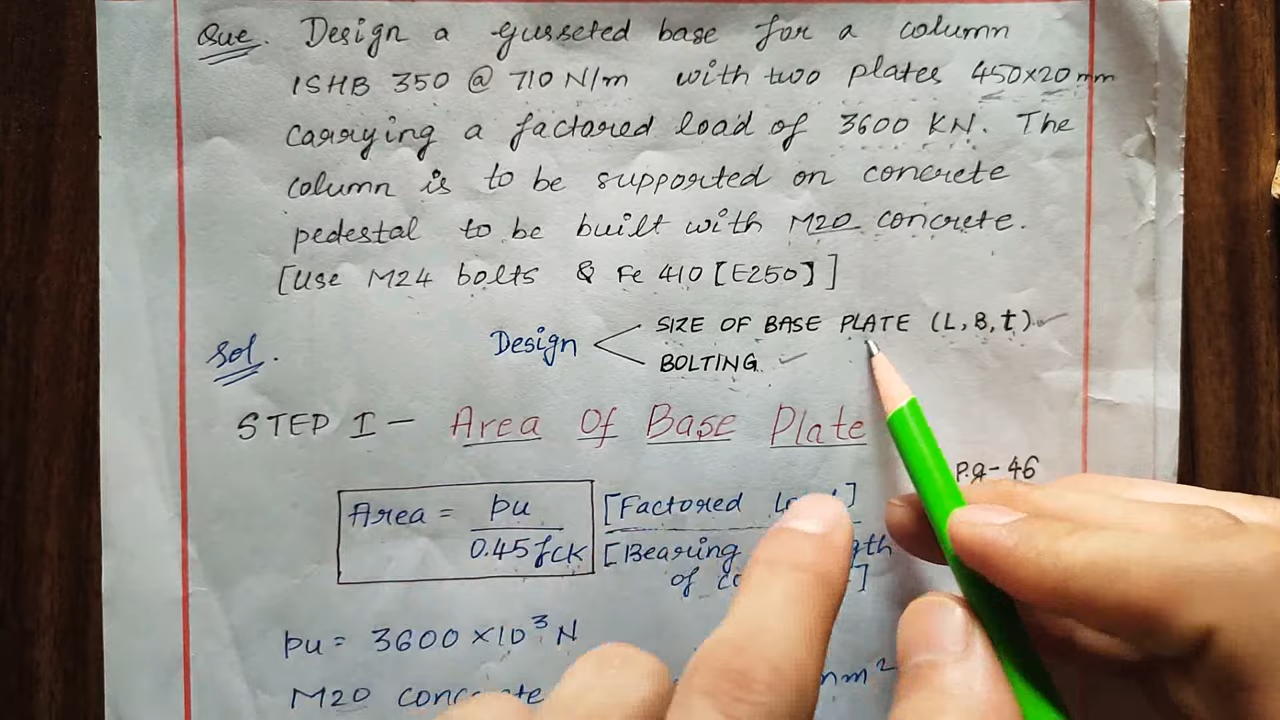 Que. Design a gusseted base for a column
ISHB 350 @ 710 N/m with two plates 450×20 mm
carrying a factored load of 3600 KN. The
column is to be supported on concrete
pedestal to be built with M20 concrete.
[Use M24 bolts & Fe 410 [E250]]
Sol. Design
SIZE OF BASE PLATE (L, B, t) ✓
BOLTING ✓
STEP I - Area Of Base Plate
P.g-46
Area = pu / 0.45fck [Factored] / [Bearing
of
pu = 3600 ×10³ N
M20 mm²